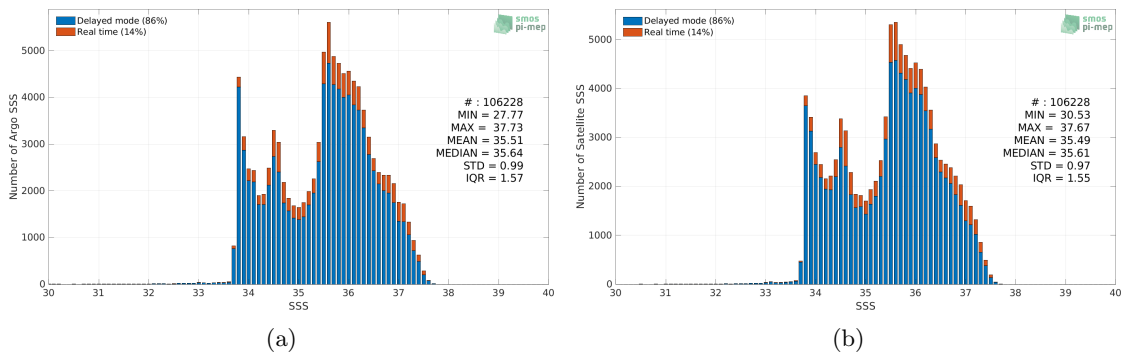 Delayed mode (86%)
Real time (14%)
smos
pi-mep
Number of Argo SSS
5000
4000
3000
2000
1000
0
# : 106228
MIN = 27.77
MAX = 37.73
MEAN = 35.51
MEDIAN = 35.64
STD = 0.99
IQR = 1.57
30 31 32 33 34 35 36 37 38 39 40
SSS
(a)
Delayed mode (86%)
Real time (14%)
smos
pi-mep
Number of Satellite SSS
5000
4000
3000
2000
1000
0
# : 106228
MIN = 30.53
MAX = 37.67
MEAN = 35.49
MEDIAN = 35.61
STD = 0.97
IQR = 1.55
30 31 32 33 34 35 36 37 38 39 40
SSS
(b)